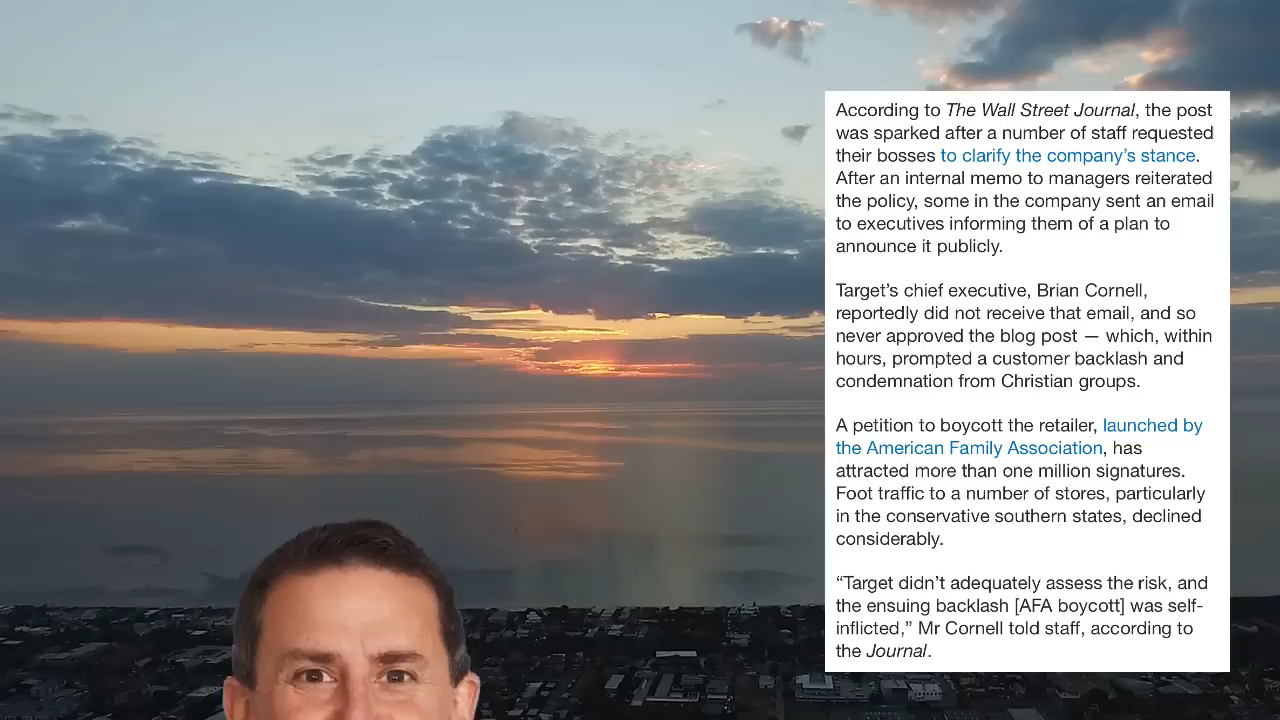 According to The Wall Street Journal, the post
was sparked after a number of staff requested
their bosses to clarify the company’s stance.
After an internal memo to managers reiterated
the policy, some in the company sent an email
to executives informing them of a plan to
announce it publicly.
Target’s chief executive, Brian Cornell,
reportedly did not receive that email, and so
never approved the blog post — which, within
hours, prompted a customer backlash and
condemnation from Christian groups.
A petition to boycott the retailer, launched by
the American Family Association, has
attracted more than one million signatures.
Foot traffic to a number of stores, particularly
in the conservative southern states, declined
considerably.
“Target didn’t adequately assess the risk, and
the ensuing backlash [AFA boycott] was self-
inflicted,” Mr Cornell told staff, according to
the Journal.